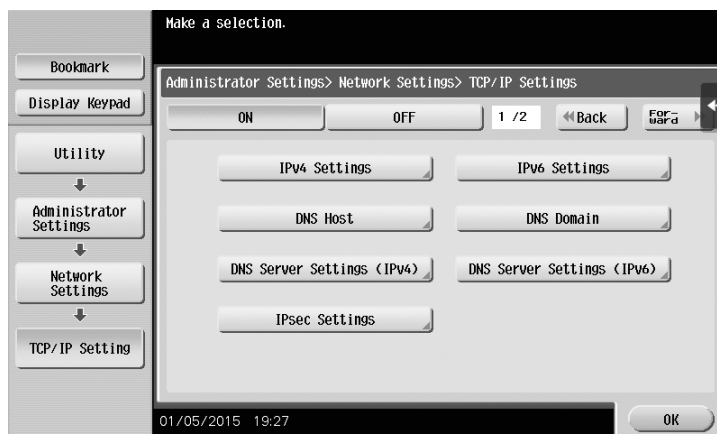 Make a selection.
Bookmark
Display Keypad
Utility
Administrator
Settings
Network
Settings
TCP/IP Setting
Administrator Settings> Network Settings> TCP/IP Settings
ON OFF 1 /2 Back For-
ward
IPv4 Settings IPv6 Settings
DNS Host DNS Domain
DNS Server Settings (IPv4) DNS Server Settings (IPv6)
IPsec Settings
01/05/2015 19:27 OK